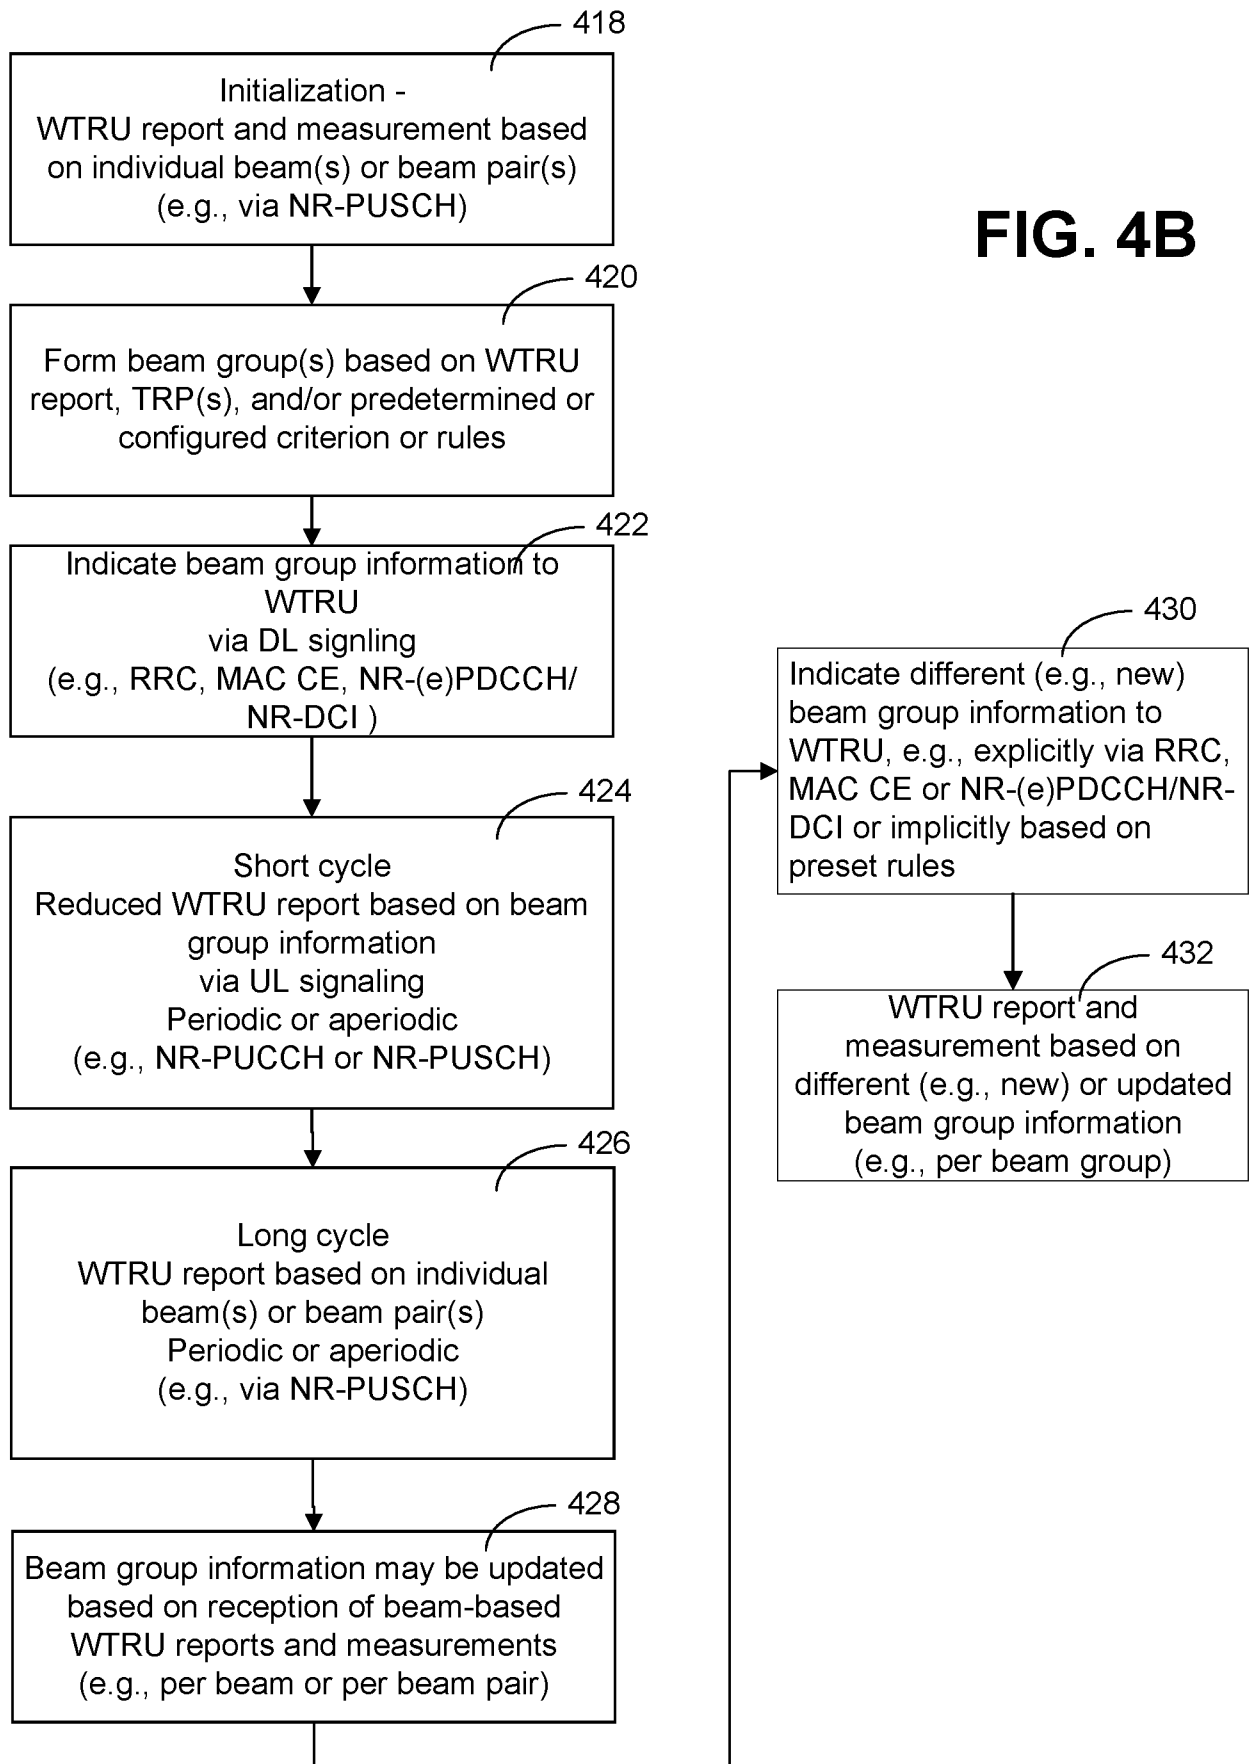 418
Initialization -
WTRU report and measurement based
on individual beam(s) or beam pair(s)
(e.g., via NR-PUSCH)
FIG. 4B
420
Form beam group(s) based on WTRU
report, TRP(s), and/or predetermined or
configured criterion or rules
422
Indicate beam group information to
WTRU
via DL signling
(e.g., RRC, MAC CE, NR-(e)PDCCH/
NR-DCI )
424
Short cycle
Reduced WTRU report based on beam
group information
via UL signaling
Periodic or aperiodic
(e.g., NR-PUCCH or NR-PUSCH)
426
Long cycle
WTRU report based on individual
beam(s) or beam pair(s)
Periodic or aperiodic
(e.g., via NR-PUSCH)
428
Beam group information may be updated
based on reception of beam-based
WTRU reports and measurements
(e.g., per beam or per beam pair)
430
Indicate different (e.g., new)
beam group information to
WTRU, e.g., explicitly via RRC,
MAC CE or NR-(e)PDCCH/NR-
DCI or implicitly based on
preset rules
432
WTRU report and
measurement based on
different (e.g., new) or updated
beam group information
(e.g., per beam group)